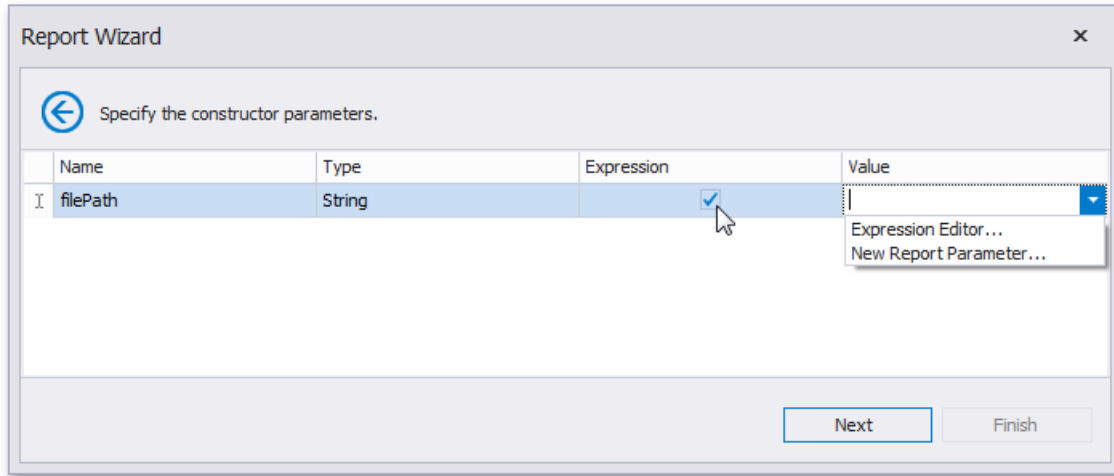 Report Wizard
Specify the constructor parameters.
Name Type Expression Value
filePath String
Expression Editor...
New Report Parameter...
Next Finish